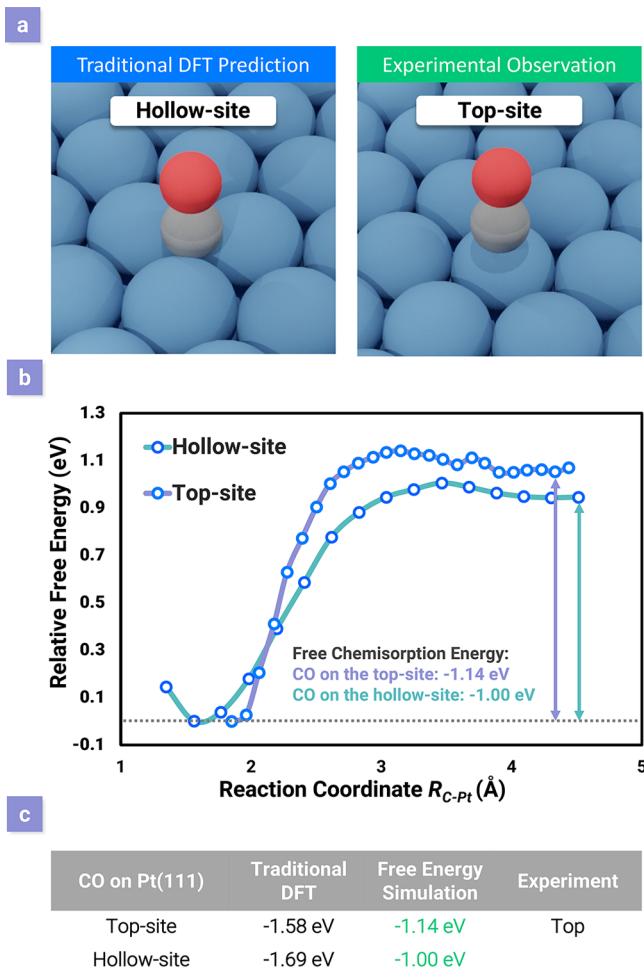 a
Traditional DFT Prediction
Experimental Observation
Hollow-site
Top-site
b
Relative Free Energy (eV)
1.3
1.1
0.9
0.7
0.5
0.3
0.1
-0.1
Hollow-site
Top-site
Free Chemisorption Energy:
CO on the top-site: -1.14 eV
CO on the hollow-site: -1.00 eV
1 2 3 4 5
Reaction Coordinate R_C-Pt (Å)
c
CO on Pt(111) Traditional DFT Free Energy Simulation Experiment
Top-site -1.58 eV -1.14 eV Top
Hollow-site -1.69 eV -1.00 eV